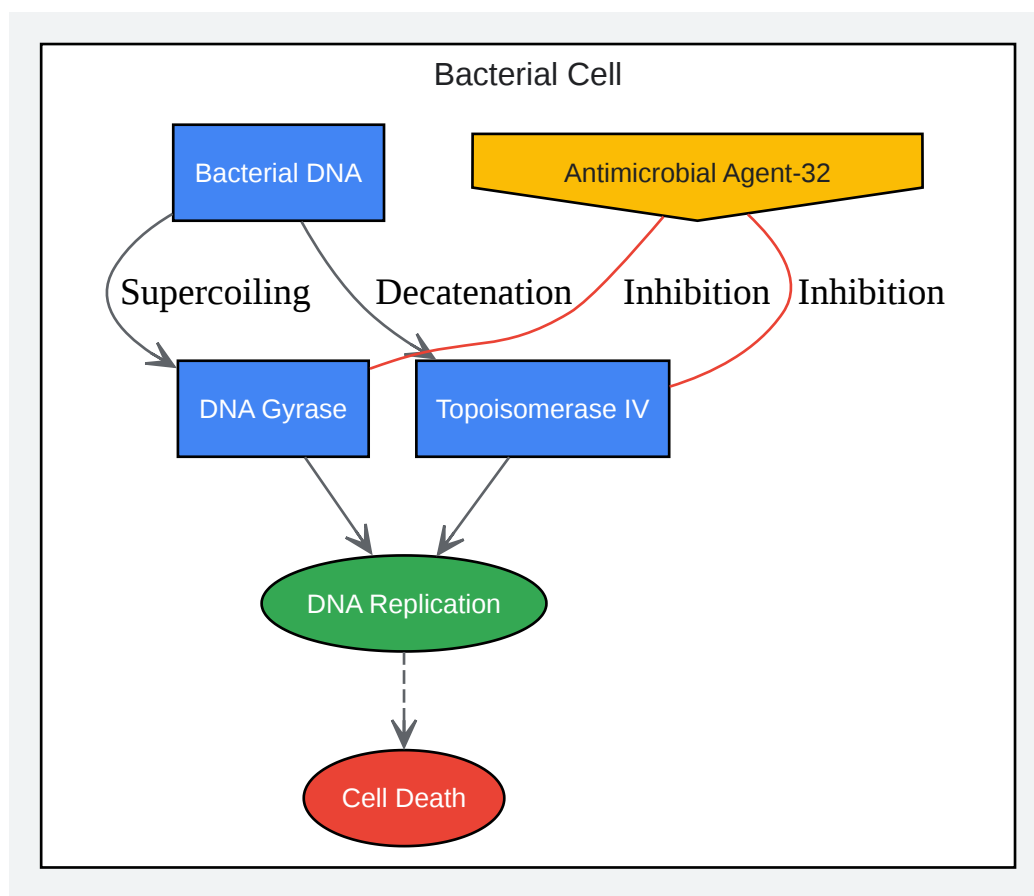 Bacterial Cell
Bacterial DNA
Antimicrobial Agent-32
Supercoiling
Decatenation
Inhibition
Inhibition
DNA Gyrase
Topoisomerase IV
DNA Replication
Cell Death